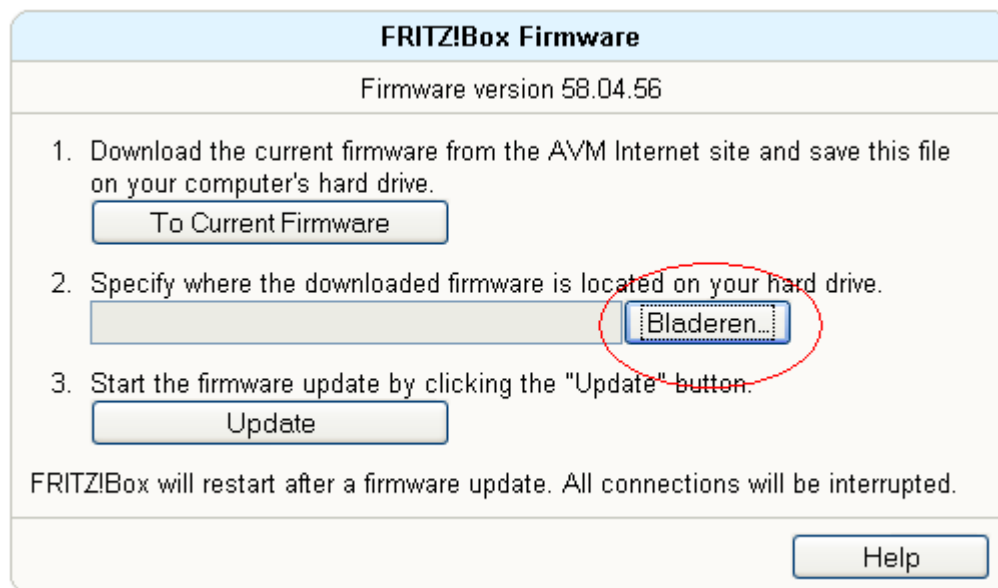 FRITZ!Box Firmware
Firmware version 58.04.56
1. Download the current firmware from the AVM Internet site and save this file
on your computer's hard drive.
To Current Firmware
2. Specify where the downloaded firmware is located on your hard drive.
Bladeren...
3. Start the firmware update by clicking the "Update" button.
Update
FRITZ!Box will restart after a firmware update. All connections will be interrupted.
Help